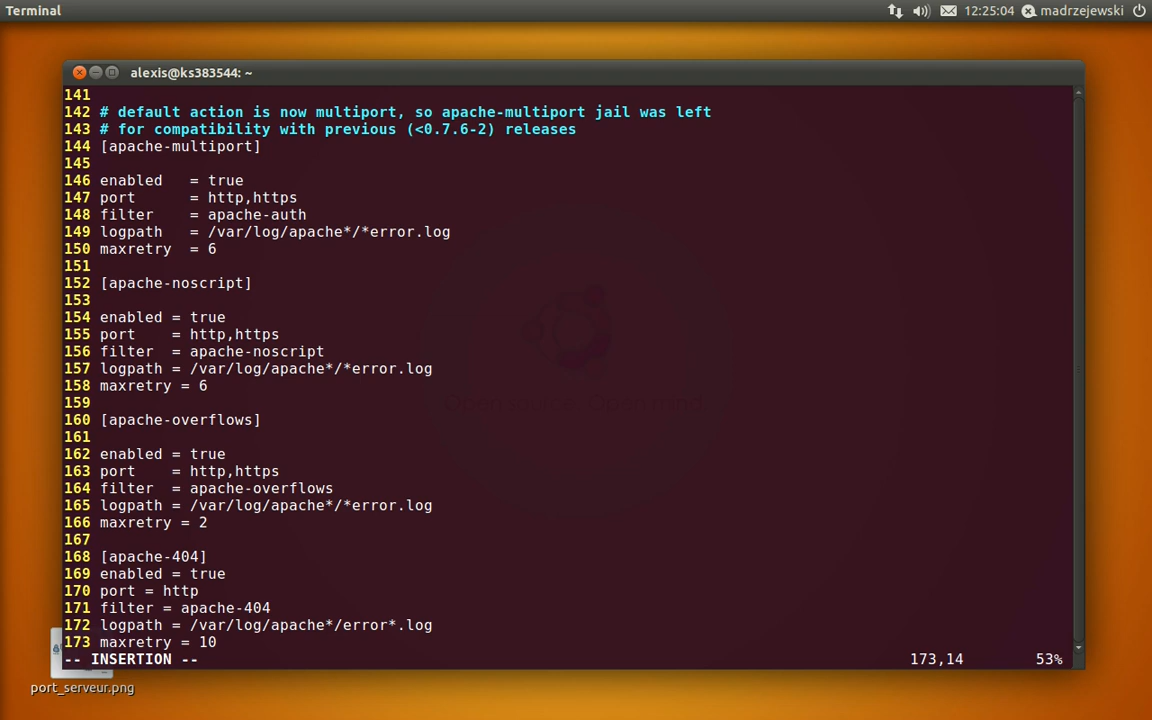 Terminal
12:25:04 madrzejewski
alexis@ks383544: ~
141
142 # default action is now multiport, so apache-multiport jail was left
143 # for compatibility with previous (<0.7.6-2) releases
144 [apache-multiport]
145
146 enabled   = true
147 port      = http,https
148 filter    = apache-auth
149 logpath   = /var/log/apache*/*error.log
150 maxretry  = 6
151
152 [apache-noscript]
153
154 enabled = true
155 port    = http,https
156 filter  = apache-noscript
157 logpath = /var/log/apache*/*error.log
158 maxretry = 6
159
160 [apache-overflows]
161
162 enabled = true
163 port    = http,https
164 filter  = apache-overflows
165 logpath = /var/log/apache*/*error.log
166 maxretry = 2
167
168 [apache-404]
169 enabled = true
170 port = http
171 filter = apache-404
172 logpath = /var/log/apache*/error*.log
173 maxretry = 10
-- INSERTION -- 173,14 53%
port_serveur.png